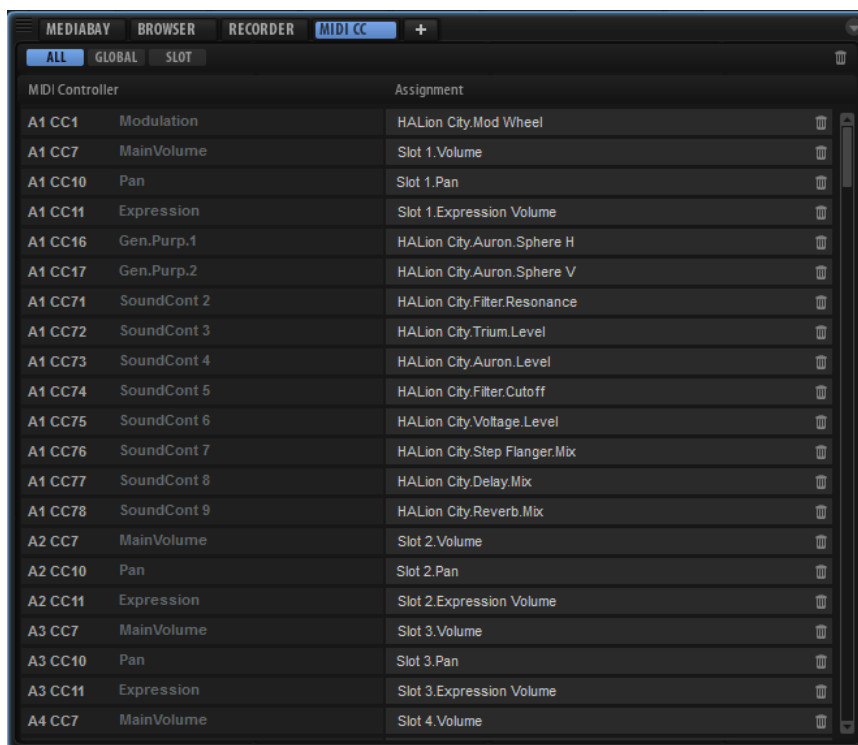 MEDIABAY BROWSER RECORDER MIDI CC +
ALL GLOBAL SLOT
MIDI Controller Assignment
A1 CC1 Modulation HALion City.Mod Wheel
A1 CC7 MainVolume Slot 1.Volume
A1 CC10 Pan Slot 1.Pan
A1 CC11 Expression Slot 1.Expression Volume
A1 CC16 Gen.Purp.1 HALion City.Auron.Sphere H
A1 CC17 Gen.Purp.2 HALion City.Auron.Sphere V
A1 CC71 SoundCont 2 HALion City.Filter.Resonance
A1 CC72 SoundCont 3 HALion City.Trium.Level
A1 CC73 SoundCont 4 HALion City.Auron.Level
A1 CC74 SoundCont 5 HALion City.Filter.Cutoff
A1 CC75 SoundCont 6 HALion City.Voltage.Level
A1 CC76 SoundCont 7 HALion City.Step Flanger.Mix
A1 CC77 SoundCont 8 HALion City.Delay.Mix
A1 CC78 SoundCont 9 HALion City.Reverb.Mix
A2 CC7 MainVolume Slot 2.Volume
A2 CC10 Pan Slot 2.Pan
A2 CC11 Expression Slot 2.Expression Volume
A3 CC7 MainVolume Slot 3.Volume
A3 CC10 Pan Slot 3.Pan
A3 CC11 Expression Slot 3.Expression Volume
A4 CC7 MainVolume Slot 4.Volume